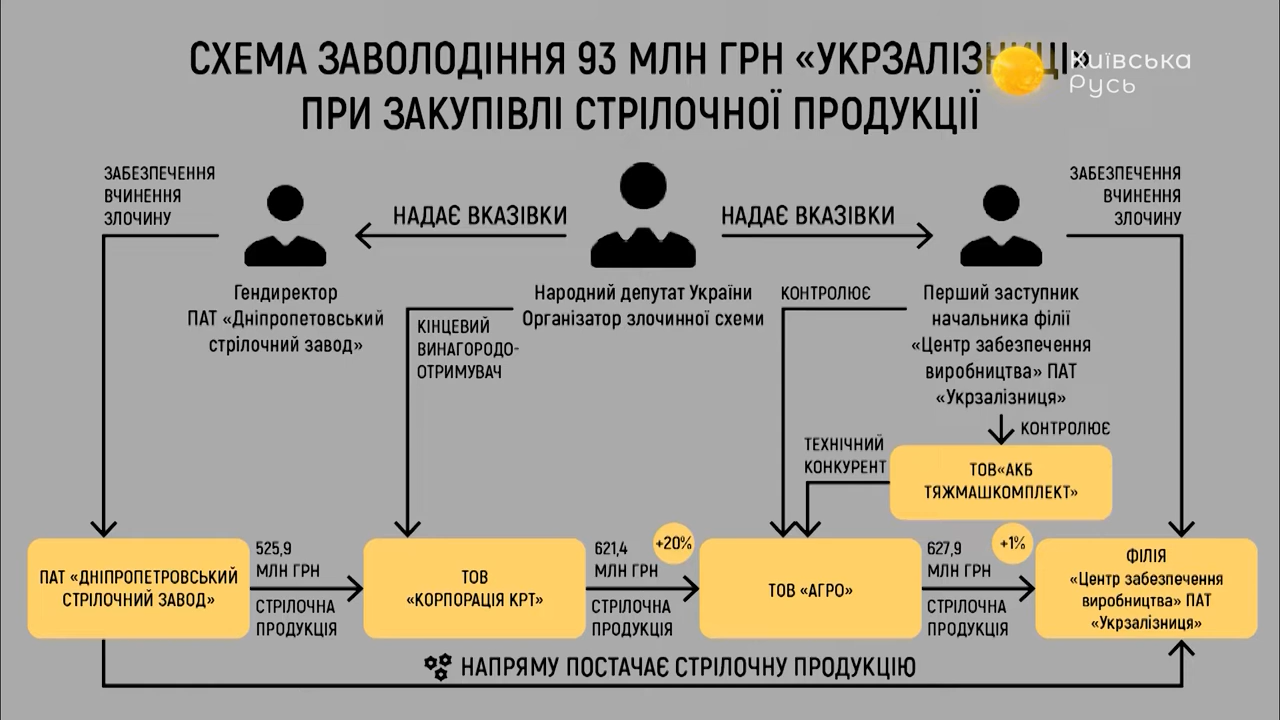 СХЕМА ЗАВОЛОДІННЯ 93 МЛН ГРН «УКРЗАЛІЗНИЦІ»
ПРИ ЗАКУПІВЛІ СТРІЛОЧНОЇ ПРОДУКЦІЇ
Київська
Русь
ЗАБЕЗПЕЧЕННЯ
ВЧИНЕННЯ
ЗЛОЧИНУ
НАДАЄ ВКАЗІВКИ
НАДАЄ ВКАЗІВКИ
ЗАБЕЗПЕЧЕННЯ
ВЧИНЕННЯ
ЗЛОЧИНУ
Гендиректор
ПАТ «Дніпропетовський
стрілочний завод»
Народний депутат України
Організатор злочинної схеми
Перший заступник
начальника філії
«Центр забезпечення
виробництва» ПАТ
«Укрзалізниця»
КІНЦЕВИЙ
ВИНАГОРОДО-
ОТРИМУВАЧ
КОНТРОЛЮЄ
КОНТРОЛЮЄ
ТЕХНІЧНИЙ
КОНКУРЕНТ
ТОВ«АКБ
ТЯЖМАШКОМПЛЕКТ»
ПАТ «ДНІПРОПЕТРОВСЬКИЙ
СТРІЛОЧНИЙ ЗАВОД»
525,9
МЛН ГРН
СТРІЛОЧНА
ПРОДУКЦІЯ
ТОВ
«КОРПОРАЦІЯ КРТ»
621,4
МЛН ГРН
+20%
СТРІЛОЧНА
ПРОДУКЦІЯ
ТОВ «АГРО»
627,9
МЛН ГРН
+1%
СТРІЛОЧНА
ПРОДУКЦІЯ
ФІЛІЯ
«Центр забезпечення
виробництва» ПАТ
«Укрзалізниця»
НАПРЯМУ ПОСТАЧАЄ СТРІЛОЧНУ ПРОДУКЦІЮ